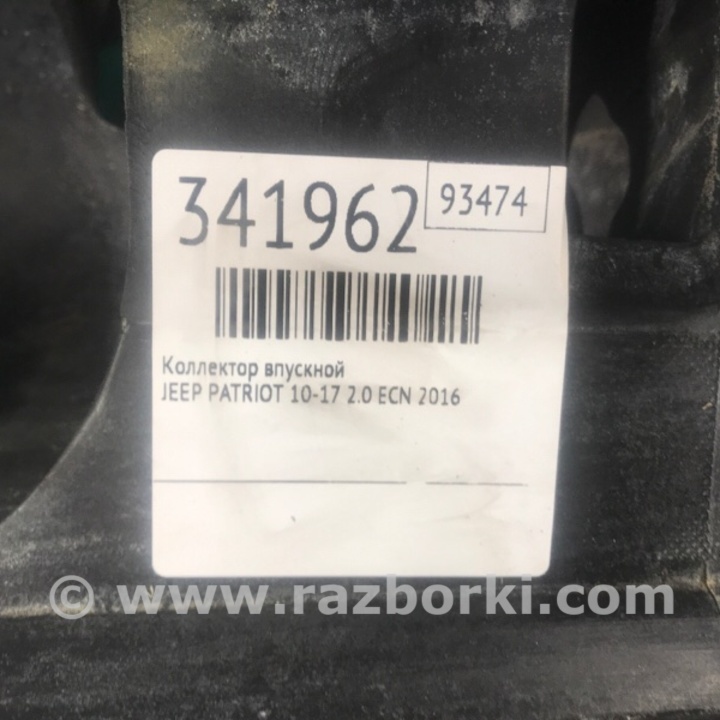 341962
93474
Коллектор впускной
JEEP PATRIOT 10-17 2.0 ECN 2016
© www.razborki.com